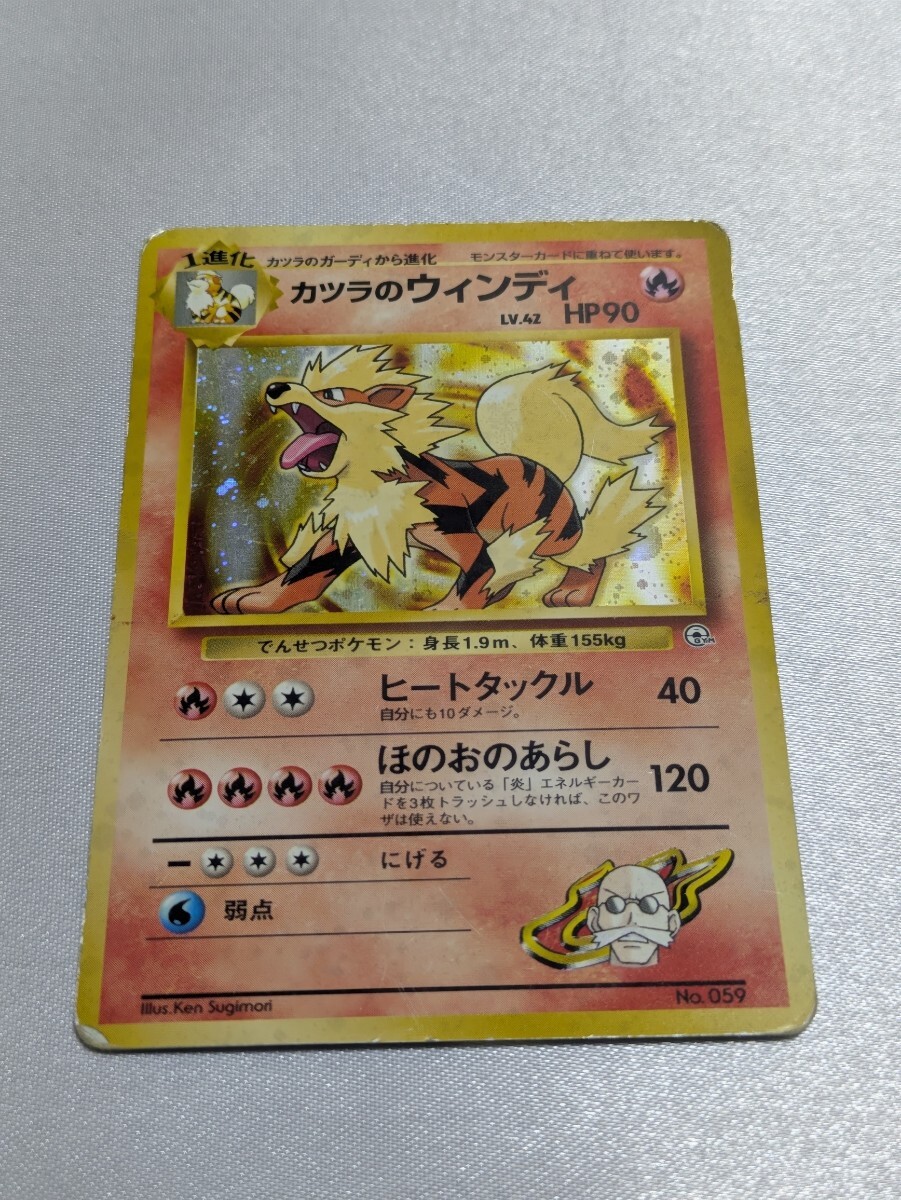 1進化 カツラのガーディから進化 モンスターカードに重ねて使います。
カツラのウィンディ
LV.42 HP90
でんせつポケモン：身長1.9m、体重155kg
GYM
ヒートタックル 40
自分にも10ダメージ。
ほのおのあらし 120
自分についている「炎」エネルギーカー
ドを3枚トラッシュしなければ、このワ
ザは使えない。
にげる
弱点
Illus. Ken Sugimori No. 059